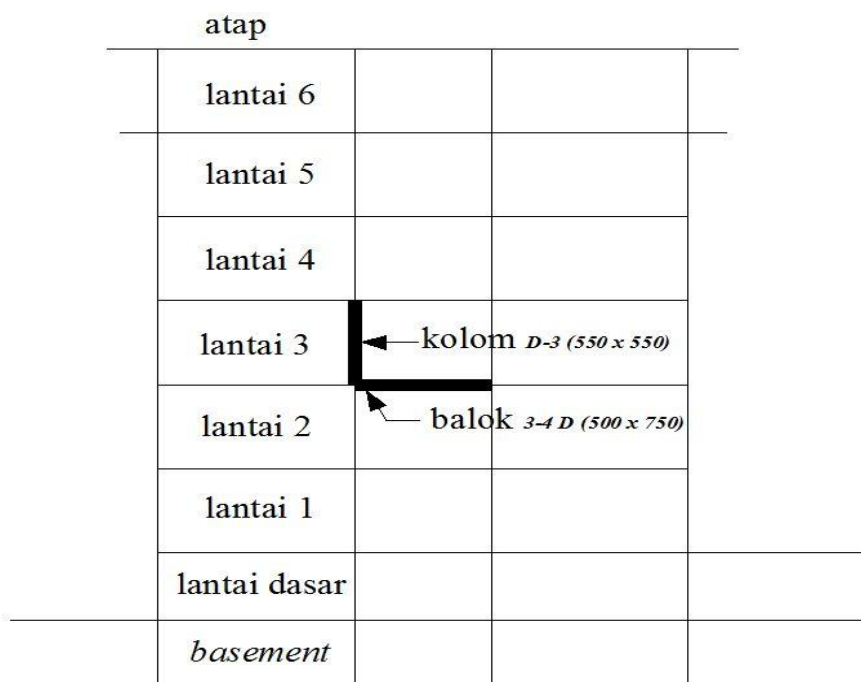 atap
lantai 6
lantai 5
lantai 4
lantai 3
kolom D-3 (550 x 550)
lantai 2
balok 3-4 D (500 x 750)
lantai 1
lantai dasar
basement